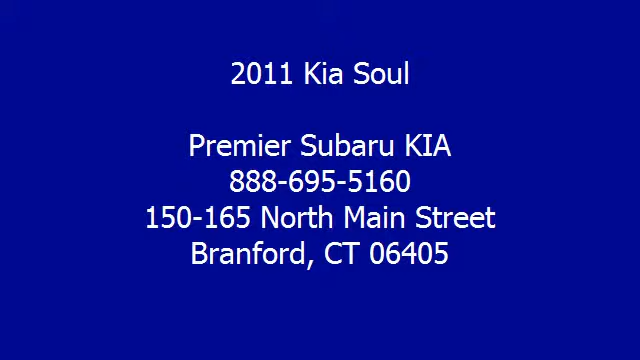 2011 Kia Soul
Premier Subaru KIA
888-695-5160
150-165 North Main Street
Branford, CT 06405